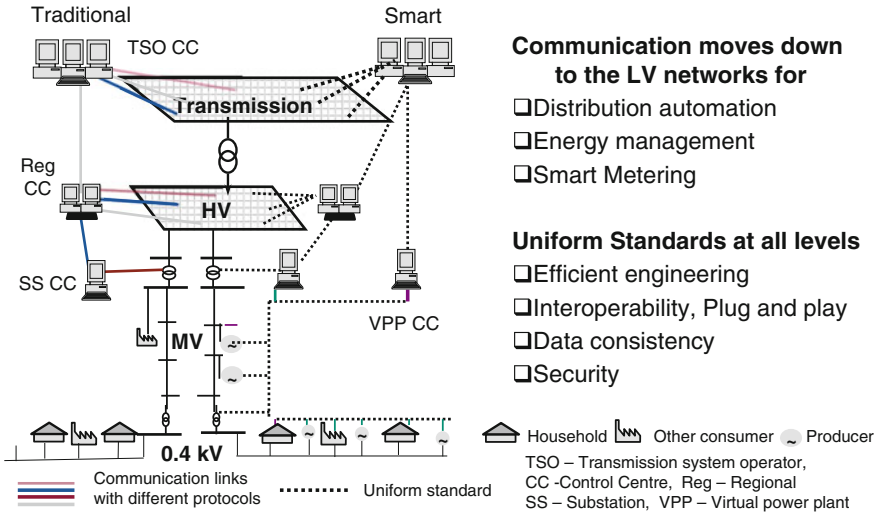 Traditional
Smart
TSO CC
Transmission
Reg
CC
HV
SS CC
VPP CC
MV
~
~
0.4 kV
~
~
~
Communication moves down
to the LV networks for
❑Distribution automation
❑Energy management
❑Smart Metering
Uniform Standards at all levels
❑Efficient engineering
❑Interoperability, Plug and play
❑Data consistency
❑Security
Household
Other consumer
~ Producer
TSO – Transmission system operator,
CC -Control Centre, Reg – Regional
SS – Substation, VPP – Virtual power plant
Communication links
with different protocols
Uniform standard